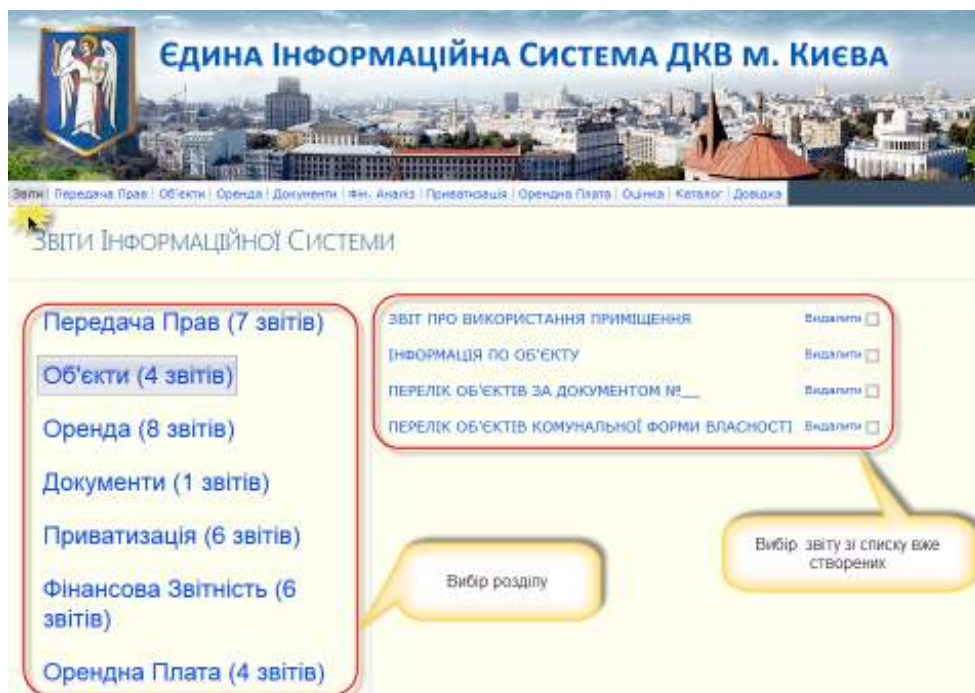 Єдина Інформаційна Система ДКВ м. Києва
Звіти | Передача Прав | Об'єкти | Оренда | Документи | Фін. Аналіз | Приватизація | Орендна Плата | Оцінка | Каталог | Довідка
Звіти Інформаційної Системи
Передача Прав (7 звітів)
Об'єкти (4 звітів)
Оренда (8 звітів)
Документи (1 звітів)
Приватизація (6 звітів)
Фінансова Звітність (6
звітів)
Орендна Плата (4 звітів)
ЗВІТ ПРО ВИКОРИСТАННЯ ПРИМІЩЕННЯ Видалити
ІНФОРМАЦІЯ ПО ОБ'ЄКТУ Видалити
ПЕРЕЛІК ОБ'ЄКТІВ ЗА ДОКУМЕНТОМ №__ Видалити
ПЕРЕЛІК ОБ'ЄКТІВ КОМУНАЛЬНОЇ ФОРМИ ВЛАСНОСТІ Видалити
Вибір розділу
Вибір звіту зі списку вже
створених